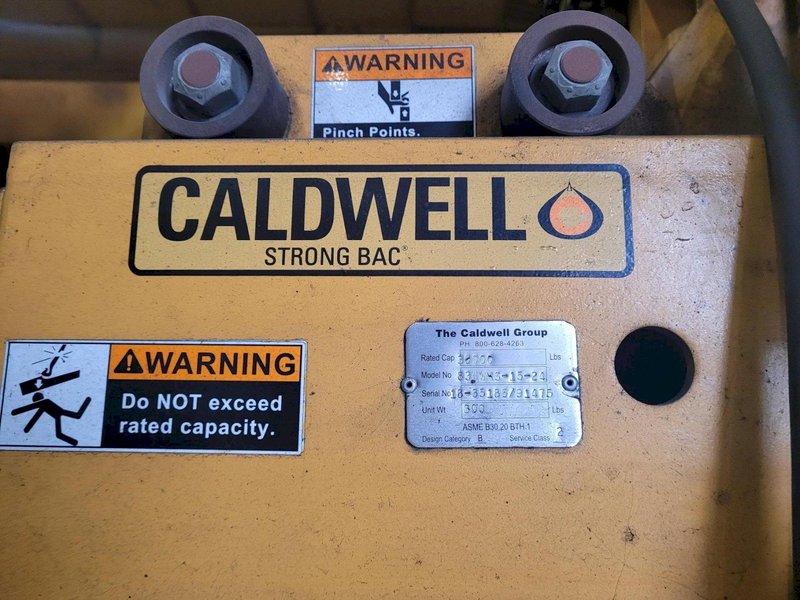 WARNING
Pinch Points.
CALDWELL
STRONG BAC®
WARNING
Do NOT exceed
rated capacity.
The Caldwell Group
PH. 800-628-4263
Rated Cap Lbs
Model No
Serial No
Unit Wt 300 Lbs
ASME B30.20 BTH-1
Design Category B Service Class 2